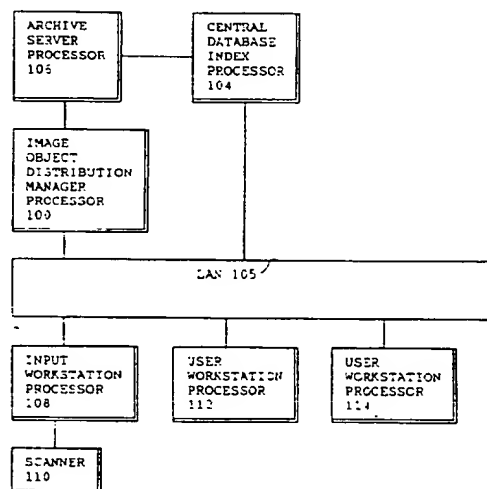 ARCHIVE
SERVER
PROCESSOR
106
CENTRAL
DATABASE
INDEX
PROCESSOR
104
IMAGE
OBJECT
DISTRIBUTION
MANAGER
PROCESSOR
100
LAN 105
INPUT
WORKSTATION
PROCESSOR
108
USER
WORKSTATION
PROCESSOR
112
USER
WORKSTATION
PROCESSOR
114
SCANNER
110